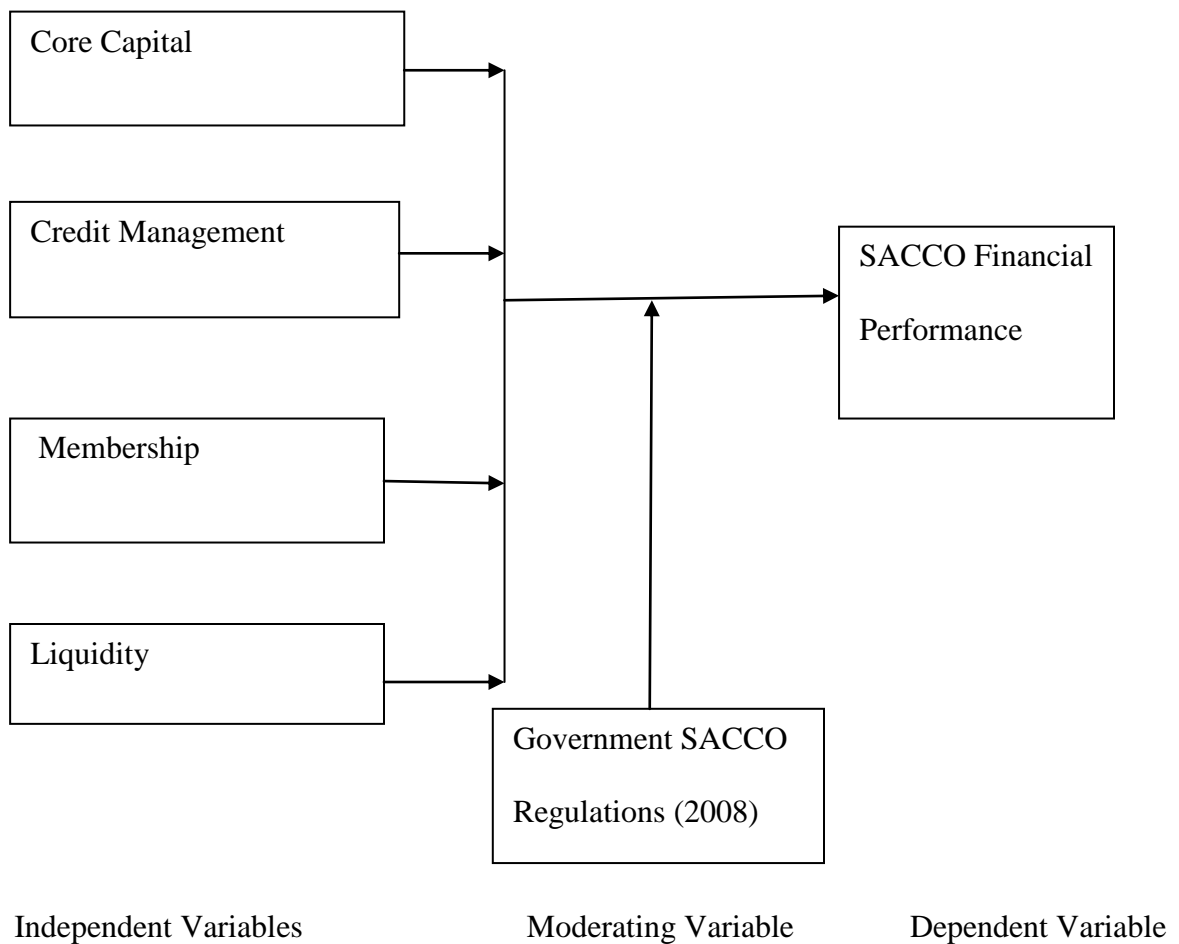 Core Capital
Credit Management
SACCO Financial
Performance
Membership
Liquidity
Government SACCO
Regulations (2008)
Independent Variables
Moderating Variable
Dependent Variable